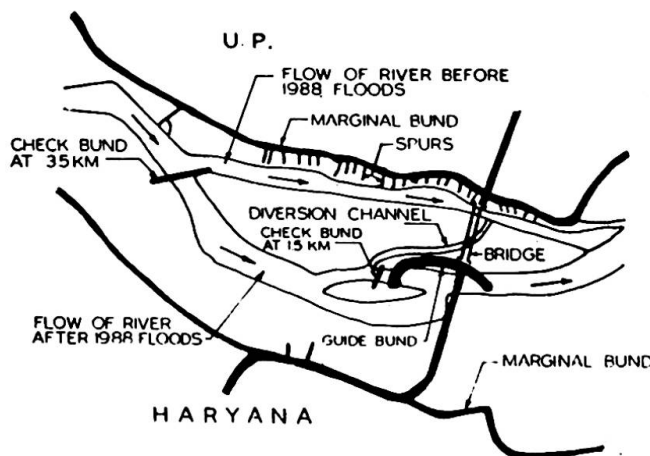 U.P.
FLOW OF RIVER BEFORE
1988 FLOODS
MARGINAL BUND
SPURS
CHECK BUND
AT 35KM
DIVERSION CHANNEL
CHECK BUND
AT 15 KM
BRIDGE
FLOW OF RIVER
AFTER 1988 FLOODS
GUIDE BUND
MARGINAL BUND
HARYANA